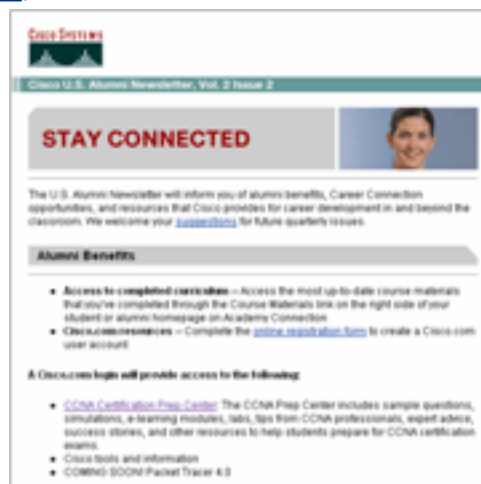 CISCO SYSTEMS
Cisco U.S. Alumni Newsletter, Vol. 2 Issue 2
STAY CONNECTED
The U.S. Alumni Newsletter will inform you of alumni benefits, Career Connection
opportunities, and resources that Cisco provides for career development in and beyond the
classroom. We welcome your suggestions for future quarterly issues.
Alumni Benefits
• Access to completed curriculum – Access the most up-to-date course materials
that you've completed through the Course Materials link on the right side of your
student or alumni homepage on Academy Connection
• Cisco.com resources – Complete the online registration form to create a Cisco.com
user account
A Cisco.com login will provide access to the following:
• CCNA Certification Prep Center: The CCNA Prep Center includes sample questions,
simulations, e-learning modules, labs, tips from CCNA professionals, expert advice,
success stories, and other resources to help students prepare for CCNA certification
exams.
• Cisco tools and information
• COMING SOON! Packet Tracer 4.0